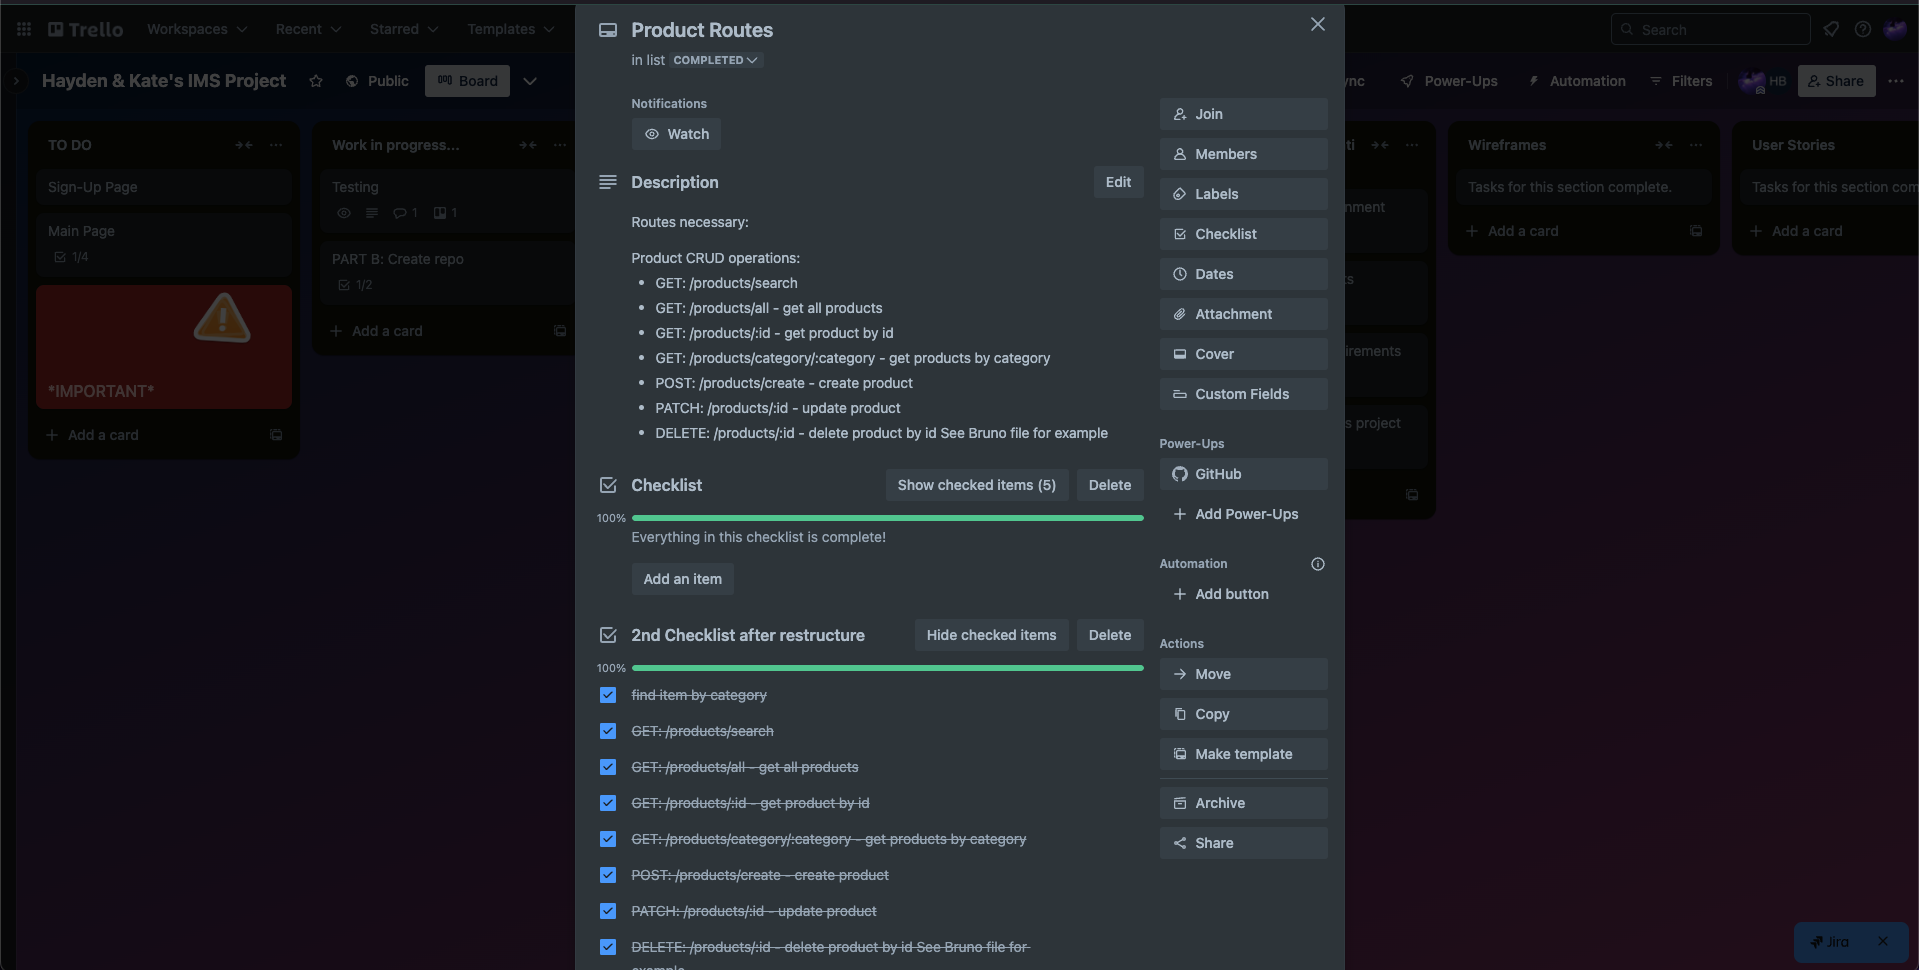 Trello
Workspaces
Recent
Starred
Templates
Search
Hayden & Kate's IMS Project
Public
Board
Power-Ups
Automation
Filters
HB
Share
TO DO
Sign-Up Page
Main Page
1/4
*IMPORTANT*
Add a card
Work in progress...
Testing
1
1
PART B: Create repo
1/2
Add a card
Product Routes
in list COMPLETED
Notifications
Watch
Description
Edit
Routes necessary:
Product CRUD operations:
• GET: /products/search
• GET: /products/all - get all products
• GET: /products/:id - get product by id
• GET: /products/category/:category - get products by category
• POST: /products/create - create product
• PATCH: /products/:id - update product
• DELETE: /products/:id - delete product by id See Bruno file for example
Checklist
Show checked items (5)
Delete
100%
Everything in this checklist is complete!
Add an item
2nd Checklist after restructure
Hide checked items
Delete
100%
find item by category
GET: /products/search
GET: /products/all - get all products
GET: /products/:id - get product by id
GET: /products/category/:category - get products by category
POST: /products/create - create product
PATCH: /products/:id - update product
DELETE: /products/:id - delete product by id See Bruno file for
example
Join
Members
Labels
Checklist
Dates
Attachment
Cover
Custom Fields
Power-Ups
GitHub
Add Power-Ups
Automation
Add button
Actions
Move
Copy
Make template
Archive
Share
project
Wireframes
Tasks for this section complete.
Add a card
User Stories
Tasks for this section com
Add a card
Jira